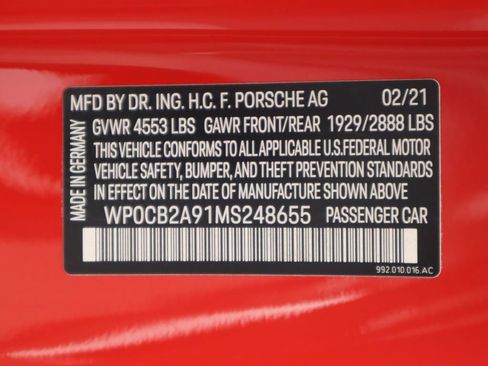 MFD BY DR. ING. H.C. F. PORSCHE AG 02/21
GVWR 4553 LBS GAWR FRONT/REAR 1929/2888 LBS
THIS VEHICLE CONFORMS TO ALL APPLICABLE U.S.FEDERAL MOTOR
VEHICLE SAFETY, BUMPER, AND THEFT PREVENTION STANDARDS
IN EFFECT ON THE DATE OF MANUFACTURE SHOWN ABOVE.
WP0CB2A91MS248655 PASSENGER CAR
992.010.016.AC
MADE IN GERMANY